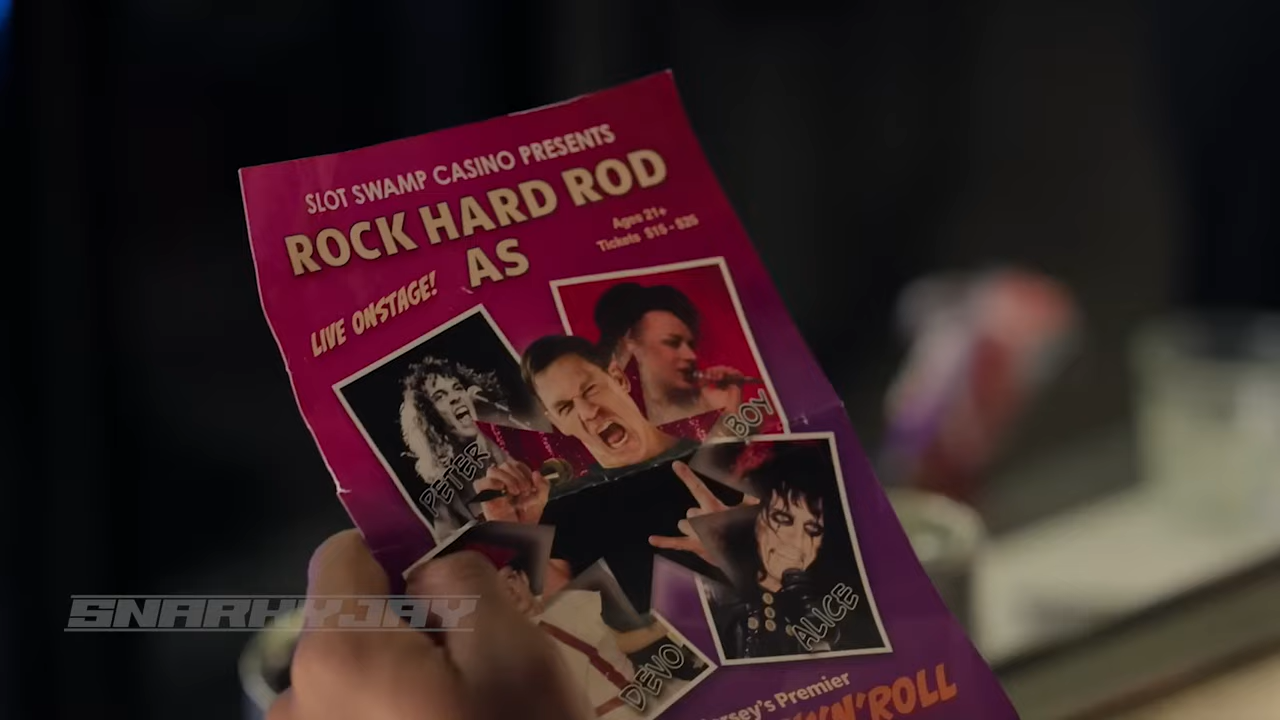 SLOT SWAMP CASINO PRESENTS
ROCK HARD ROD
AS
Ages 21+
Tickets $15 - $25
LIVE ONSTAGE!
BOY
PETER
ALICE
DEVO
Premier
'N'ROLL
SNARKYJAY